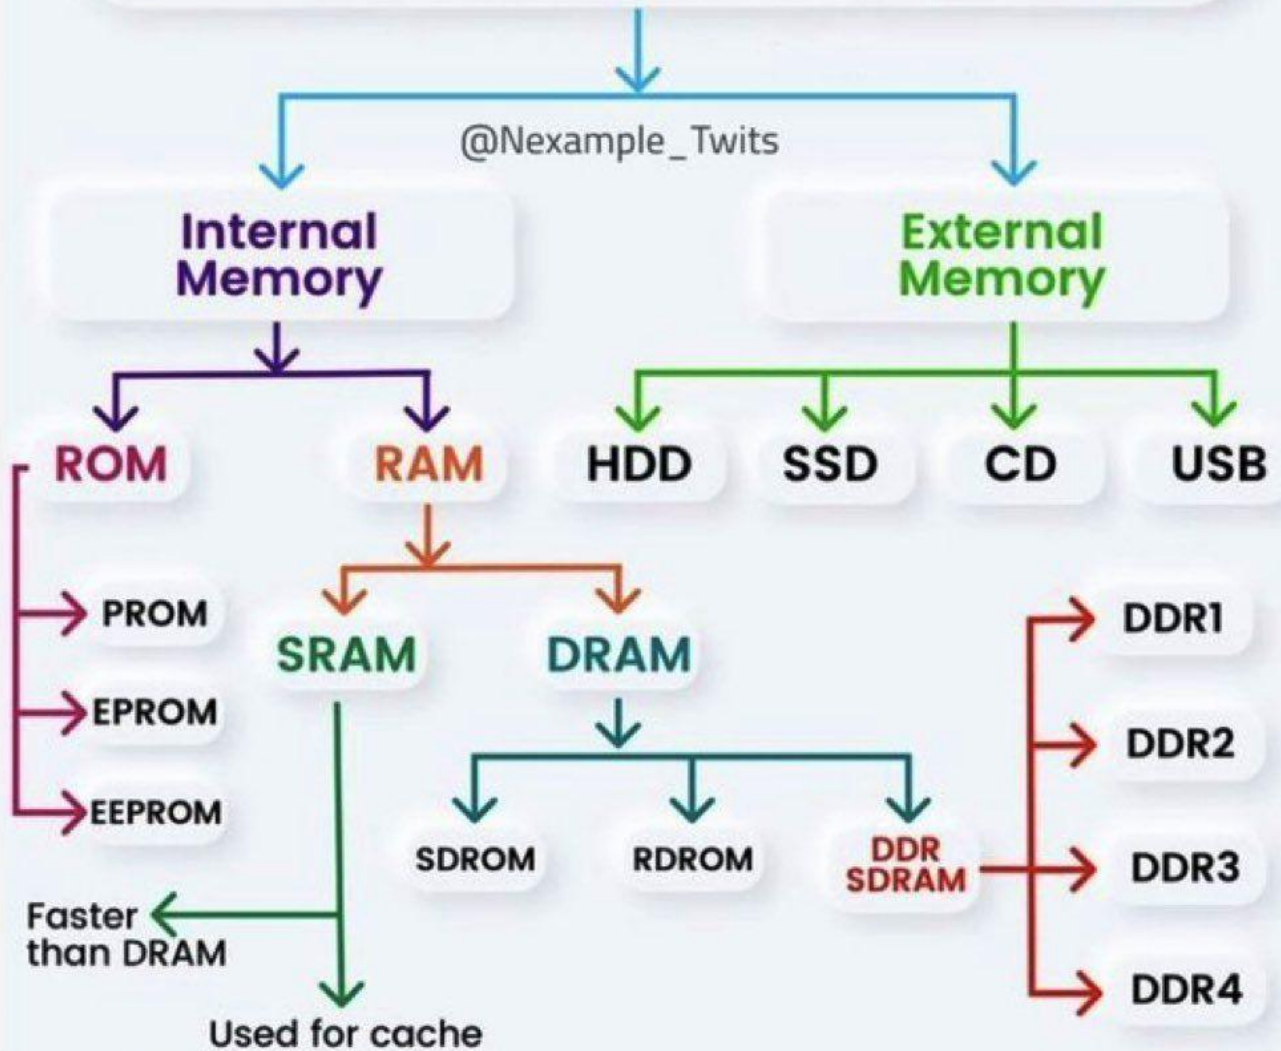 @Nexample_Twits
Internal
Memory
External
Memory
ROM
RAM
HDD
SSD
CD
USB
PROM
EPROM
EEPROM
SRAM
DRAM
Faster
than DRAM
Used for cache
SDROM
RDROM
DDR
SDRAM
DDR1
DDR2
DDR3
DDR4